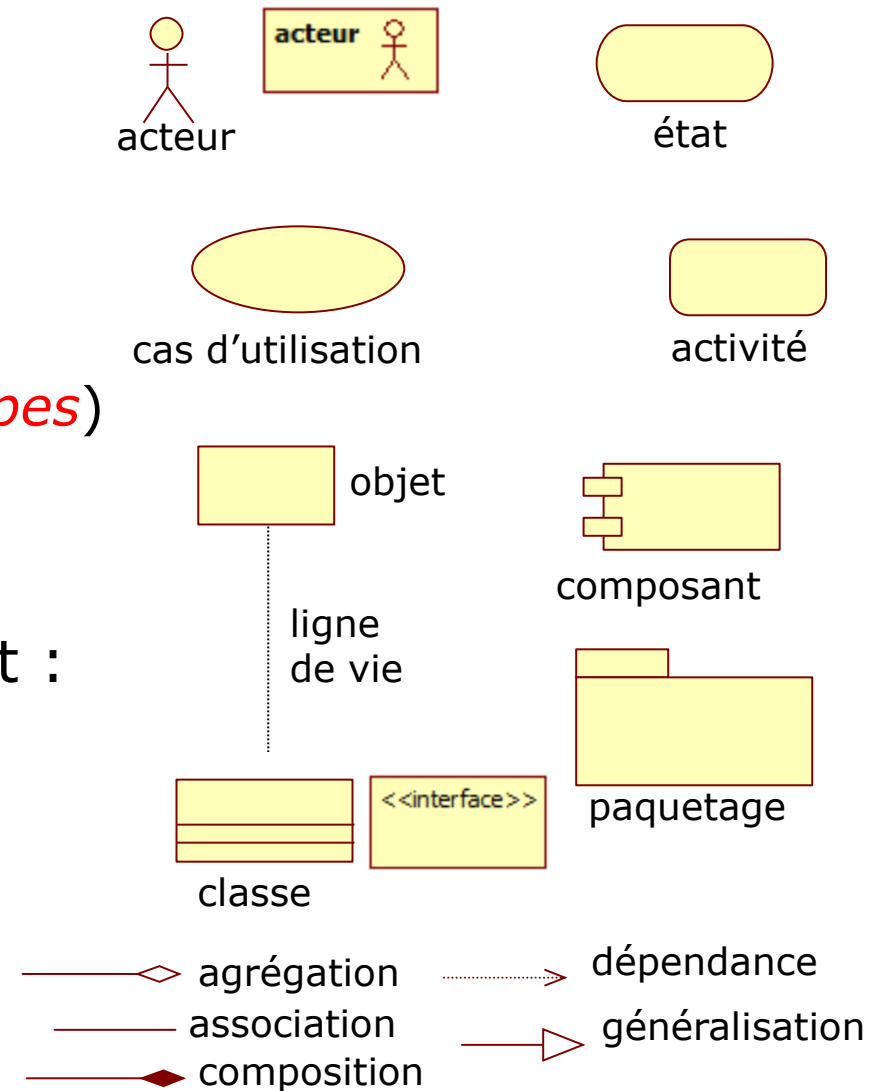 acteur
acteur
état
cas d’utilisation
activité
pes)
objet
composant
ligne
de vie
t :
<<interface>>
paquetage
classe
agrégation
dépendance
association
généralisation
composition